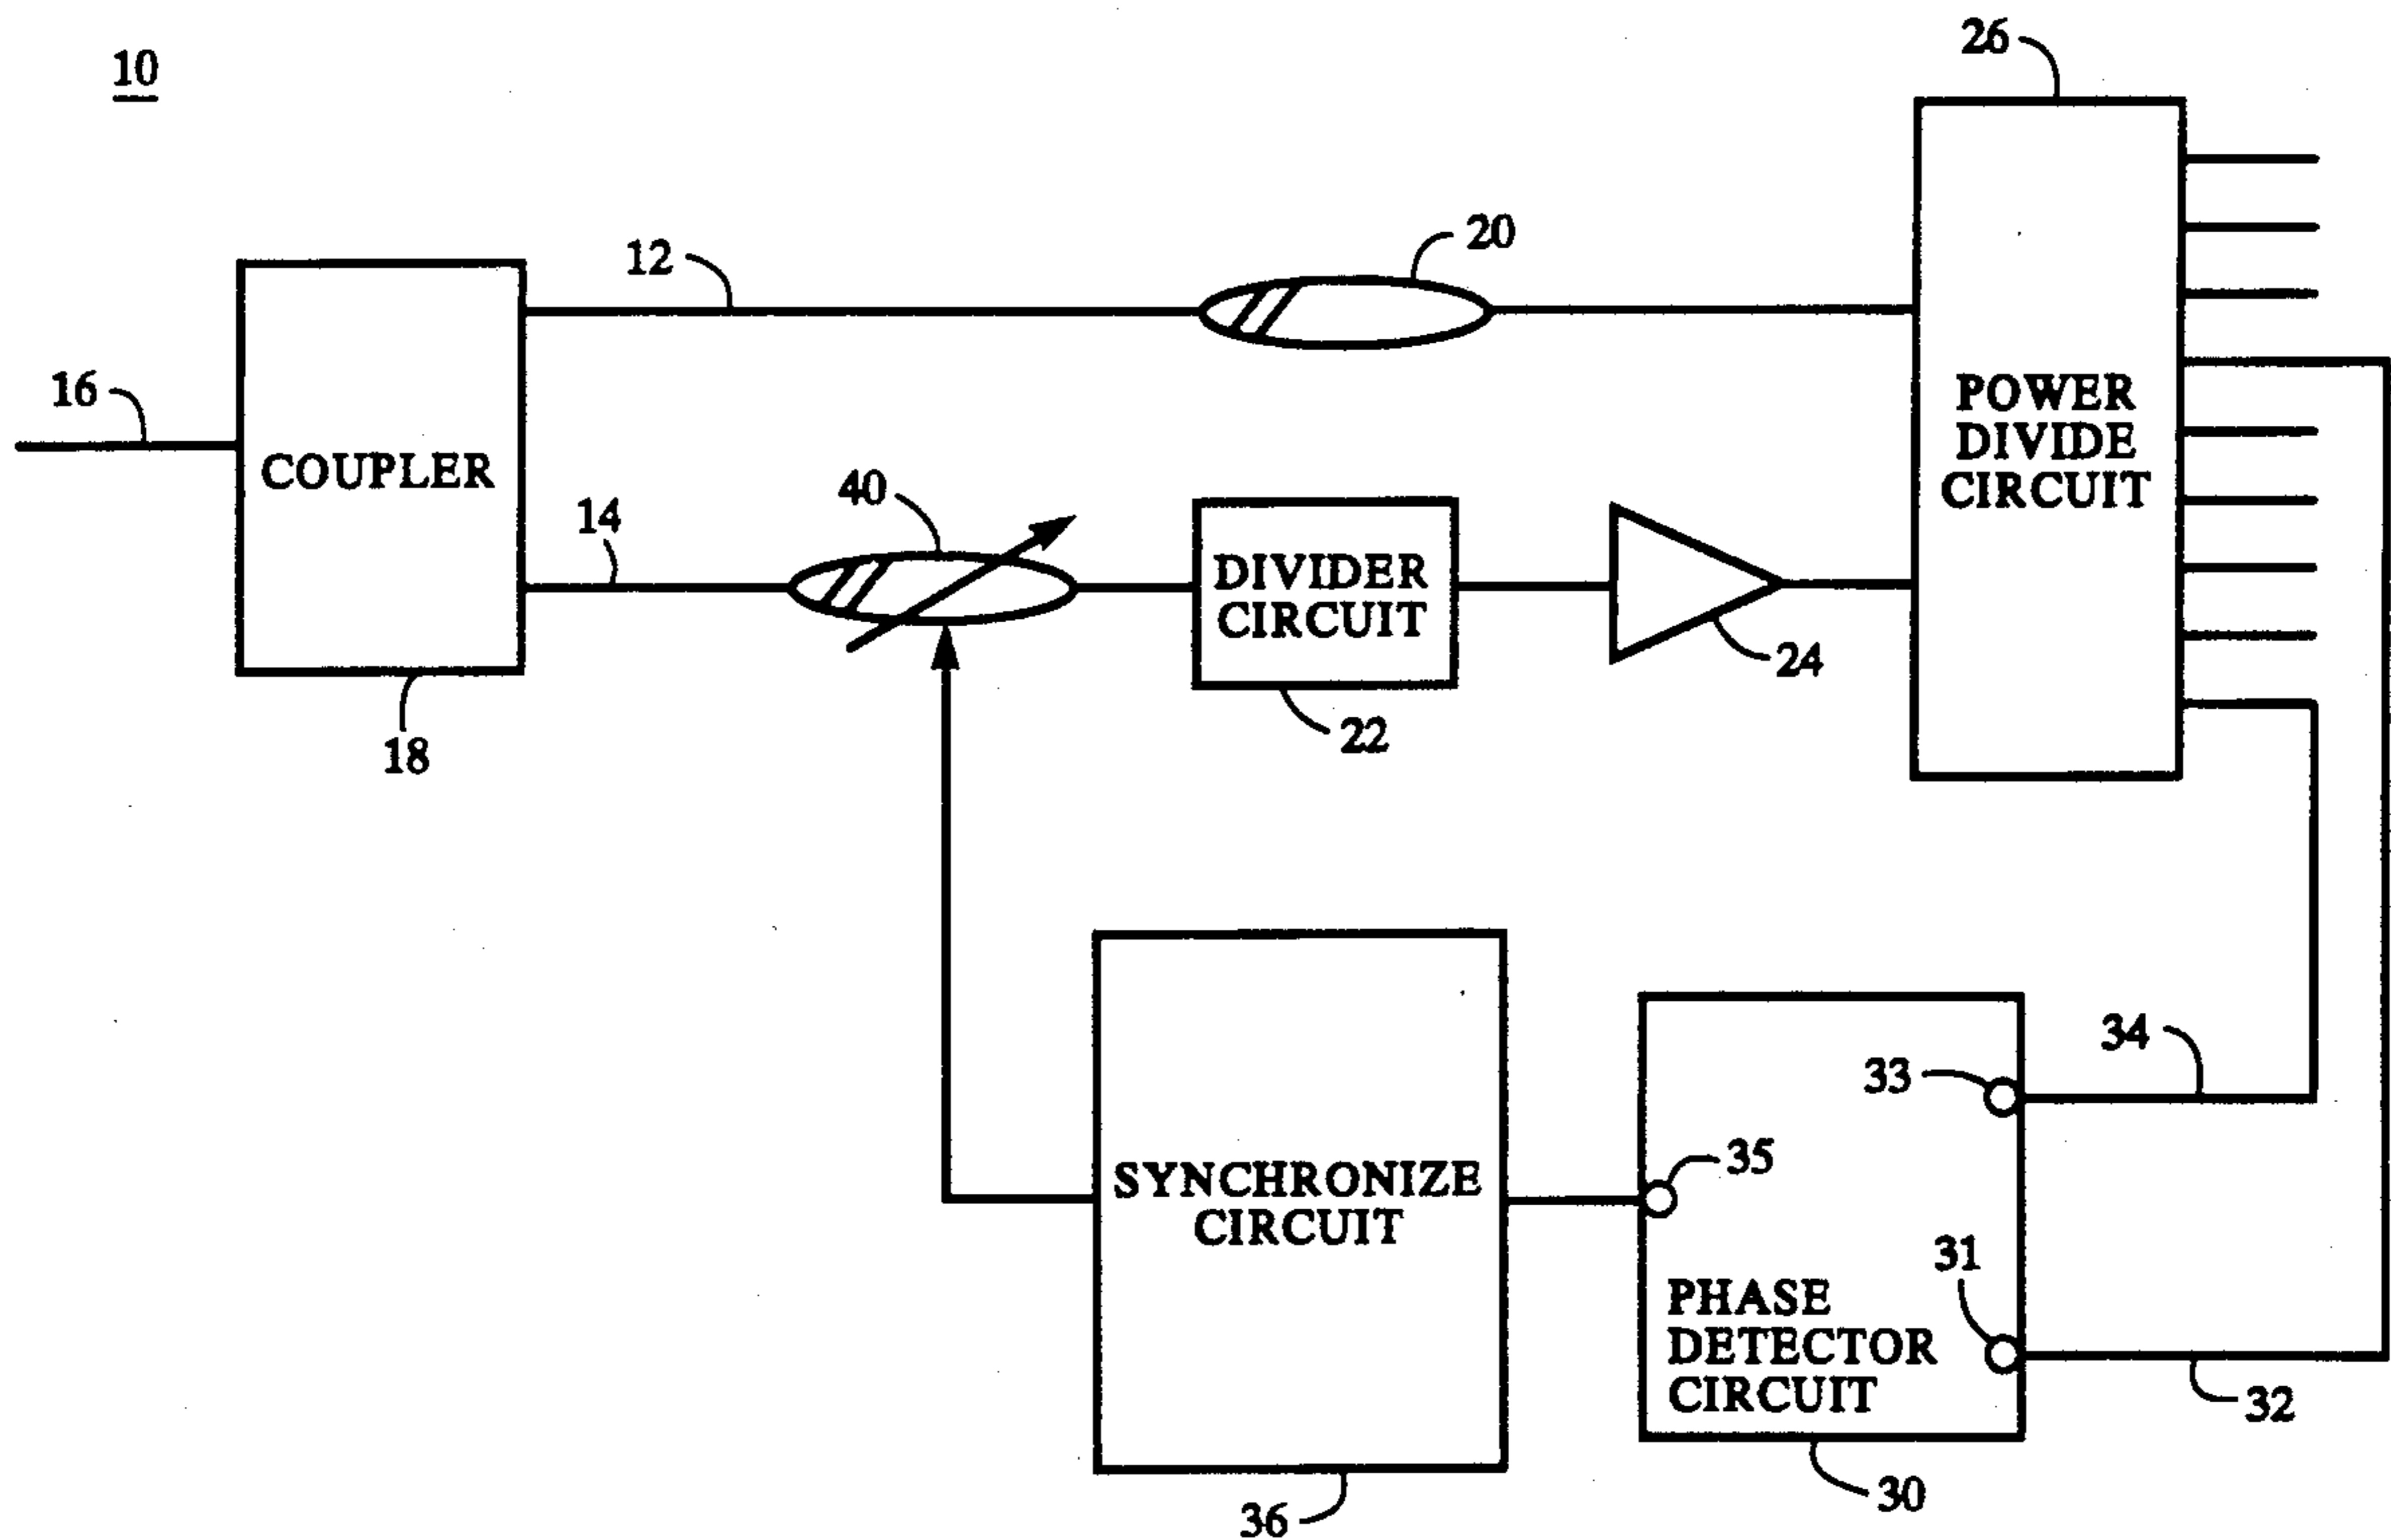 10
26
12
20
16
COUPLER
POWER
DIVIDE
CIRCUIT
14
40
DIVIDER
CIRCUIT
24
18
22
34
33
35
SYNCHRONIZE
CIRCUIT
31
PHASE
DETECTOR
CIRCUIT
32
30
36